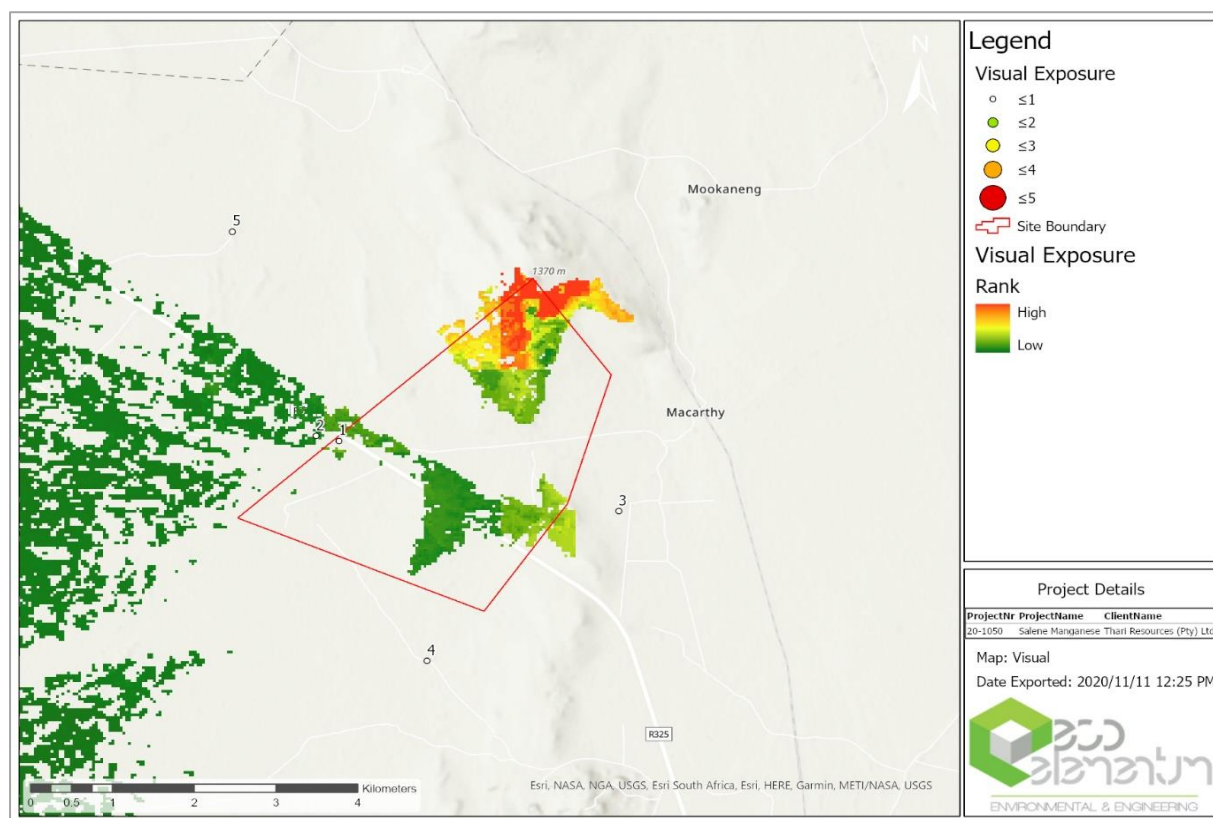 N
Mookaneng
5
1370 m
Macarthy
2
1
3
4
R325
Kilometers
0 0.5 1 2 3 4
Esri, NASA, NGA, USGS, Esri South Africa, Esri, HERE, Garmin, METI/NASA, USGS
Legend
Visual Exposure
≤1
≤2
≤3
≤4
≤5
Site Boundary
Visual Exposure
Rank
High
Low
Project Details
ProjectNr ProjectName ClientName
20-1050 Salene Manganese Thari Resources (Pty) Ltd
Map: Visual
Date Exported: 2020/11/11 12:25 PM
eco
elementum
ENVIRONMENTAL & ENGINEERING